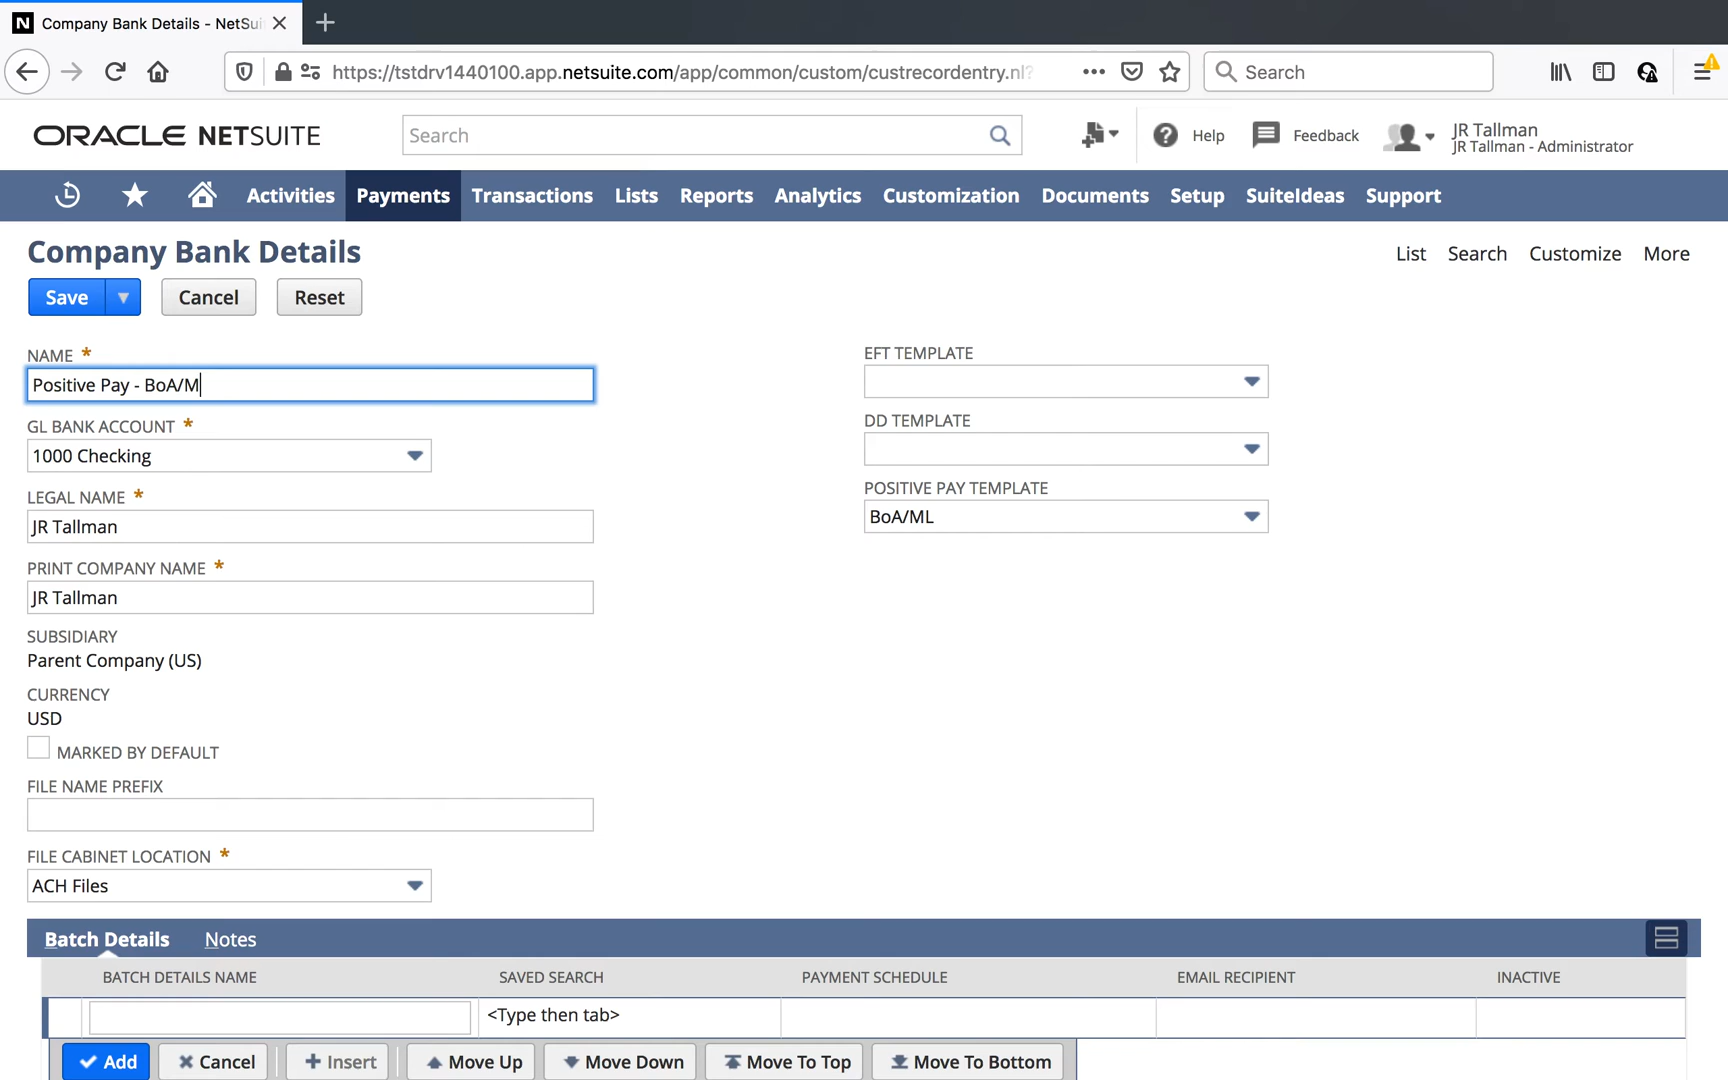 N Company Bank Details - NetSui
https://tstdrv1440100.app.netsuite.com/app/common/custom/custrecordentry.nl?
Search
ORACLE NETSUITE
Search
Help
Feedback
JR Tallman
JR Tallman - Administrator
Activities Payments Transactions Lists Reports Analytics Customization Documents Setup SuiteIdeas Support
Company Bank Details
List Search Customize More
Save Cancel Reset
NAME *
Positive Pay - BoA/M
GL BANK ACCOUNT *
1000 Checking
LEGAL NAME *
JR Tallman
PRINT COMPANY NAME *
JR Tallman
SUBSIDIARY
Parent Company (US)
CURRENCY
USD
MARKED BY DEFAULT
FILE NAME PREFIX
FILE CABINET LOCATION *
ACH Files
EFT TEMPLATE
DD TEMPLATE
POSITIVE PAY TEMPLATE
BoA/ML
Batch Details Notes
BATCH DETAILS NAME SAVED SEARCH PAYMENT SCHEDULE EMAIL RECIPIENT INACTIVE
<Type then tab>
Add Cancel Insert Move Up Move Down Move To Top Move To Bottom